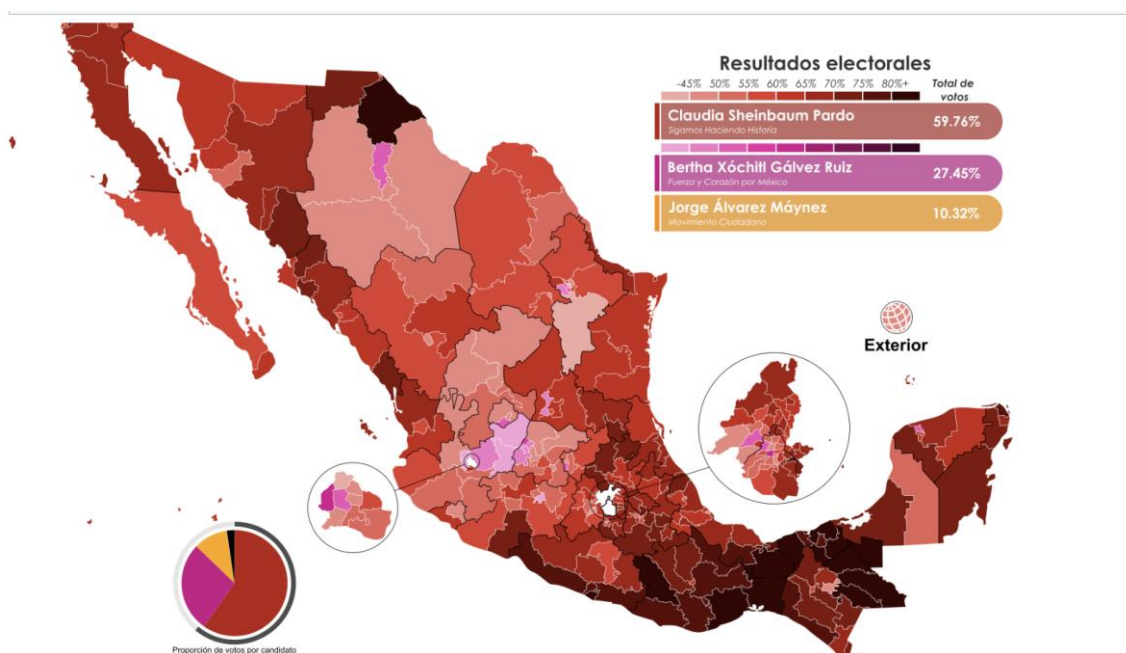 Resultados electorales
-45% 50% 55% 60% 65% 70% 75% 80%+ Total de
votos
Claudia Sheinbaum Pardo 59.76%
Sigamos Haciendo Historia
Bertha Xóchitl Gálvez Ruiz 27.45%
Fuerza y Corazón por México
Jorge Álvarez Máynez 10.32%
Movimiento Ciudadano
Exterior
Proporción de votos por candidato